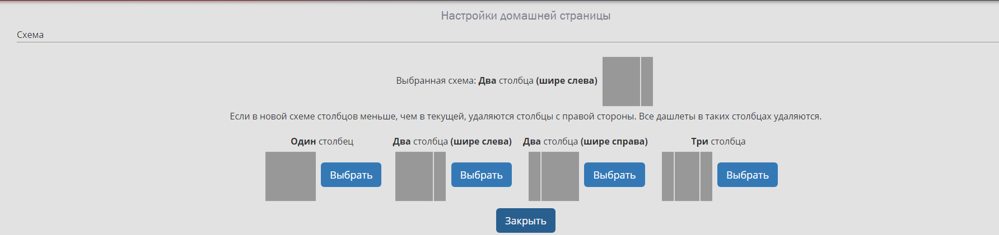 Настройки домашней страницы
Схема
Выбранная схема: Два столбца (шире слева)
Если в новой схеме столбцов меньше, чем в текущей, удаляются столбцы с правой стороны. Все дашлеты в таких столбцах удаляются.
Один столбец Два столбца (шире слева) Два столбца (шире справа) Три столбца
Выбрать Выбрать Выбрать Выбрать
Закрыть